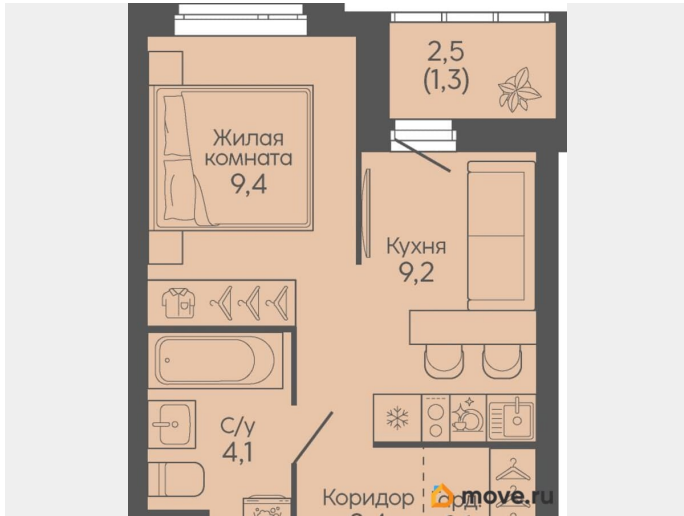 2,5
(1,3)
Жилая
комната
9,4
Кухня
9,2
С/у
4,1
Коридор
move.ru